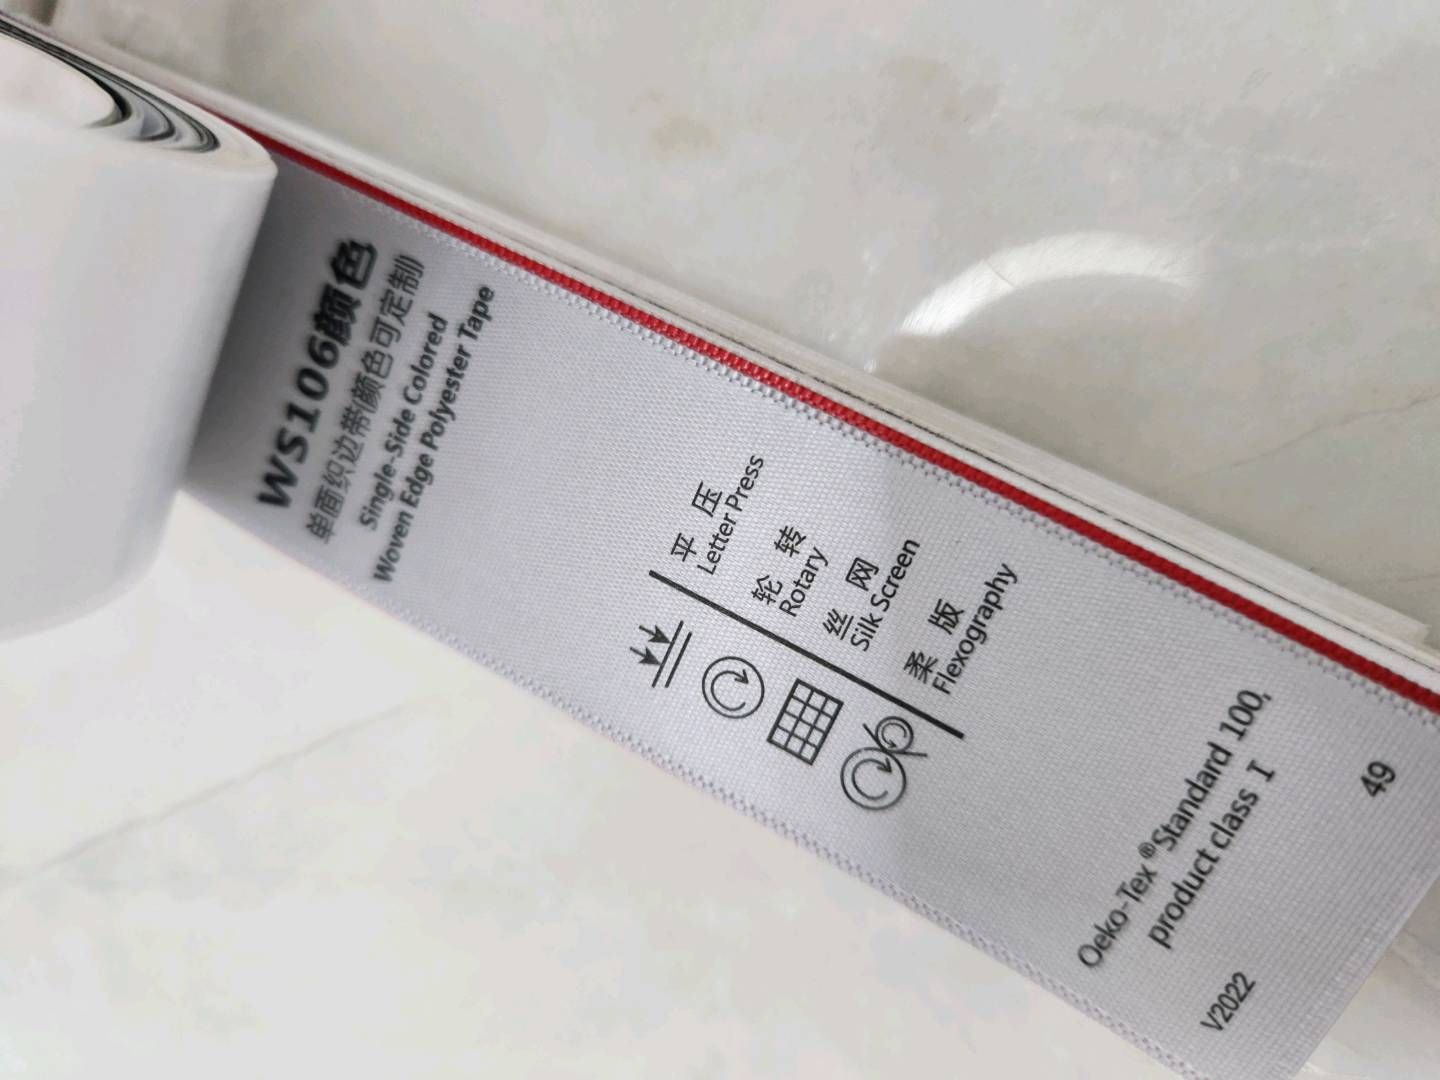 WS106颜色
单面织边带(颜色可定制)
Single-Side Colored
Woven Edge Polyester Tape
平 压
Letter Press
轮 转
Rotary
丝 网
Silk Screen
柔 版
Flexography
Oeko-Tex ®Standard 100,
product class I
V2022
49